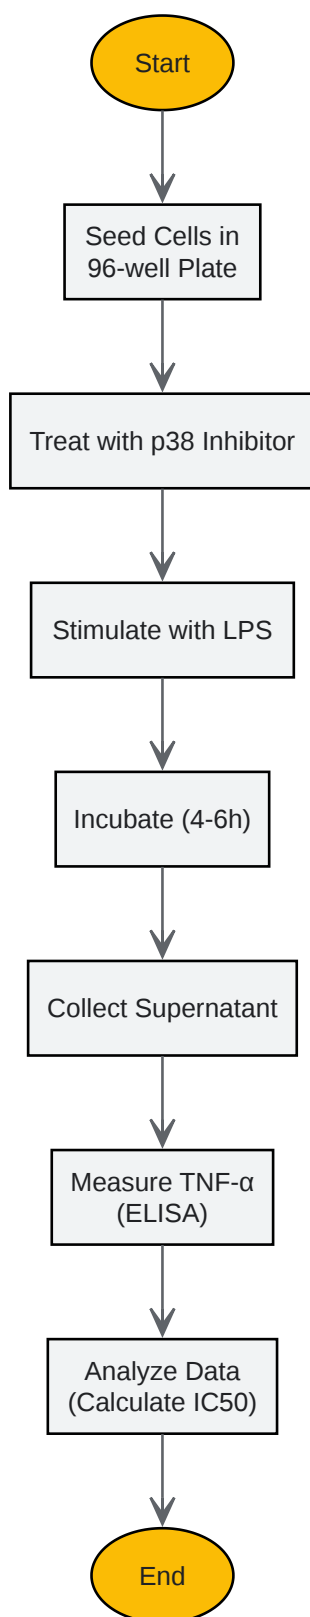 Start
Seed Cells in
96-well Plate
Treat with p38 Inhibitor
Stimulate with LPS
Incubate (4-6h)
Collect Supernatant
Measure TNF-α
(ELISA)
Analyze Data
(Calculate IC50)
End